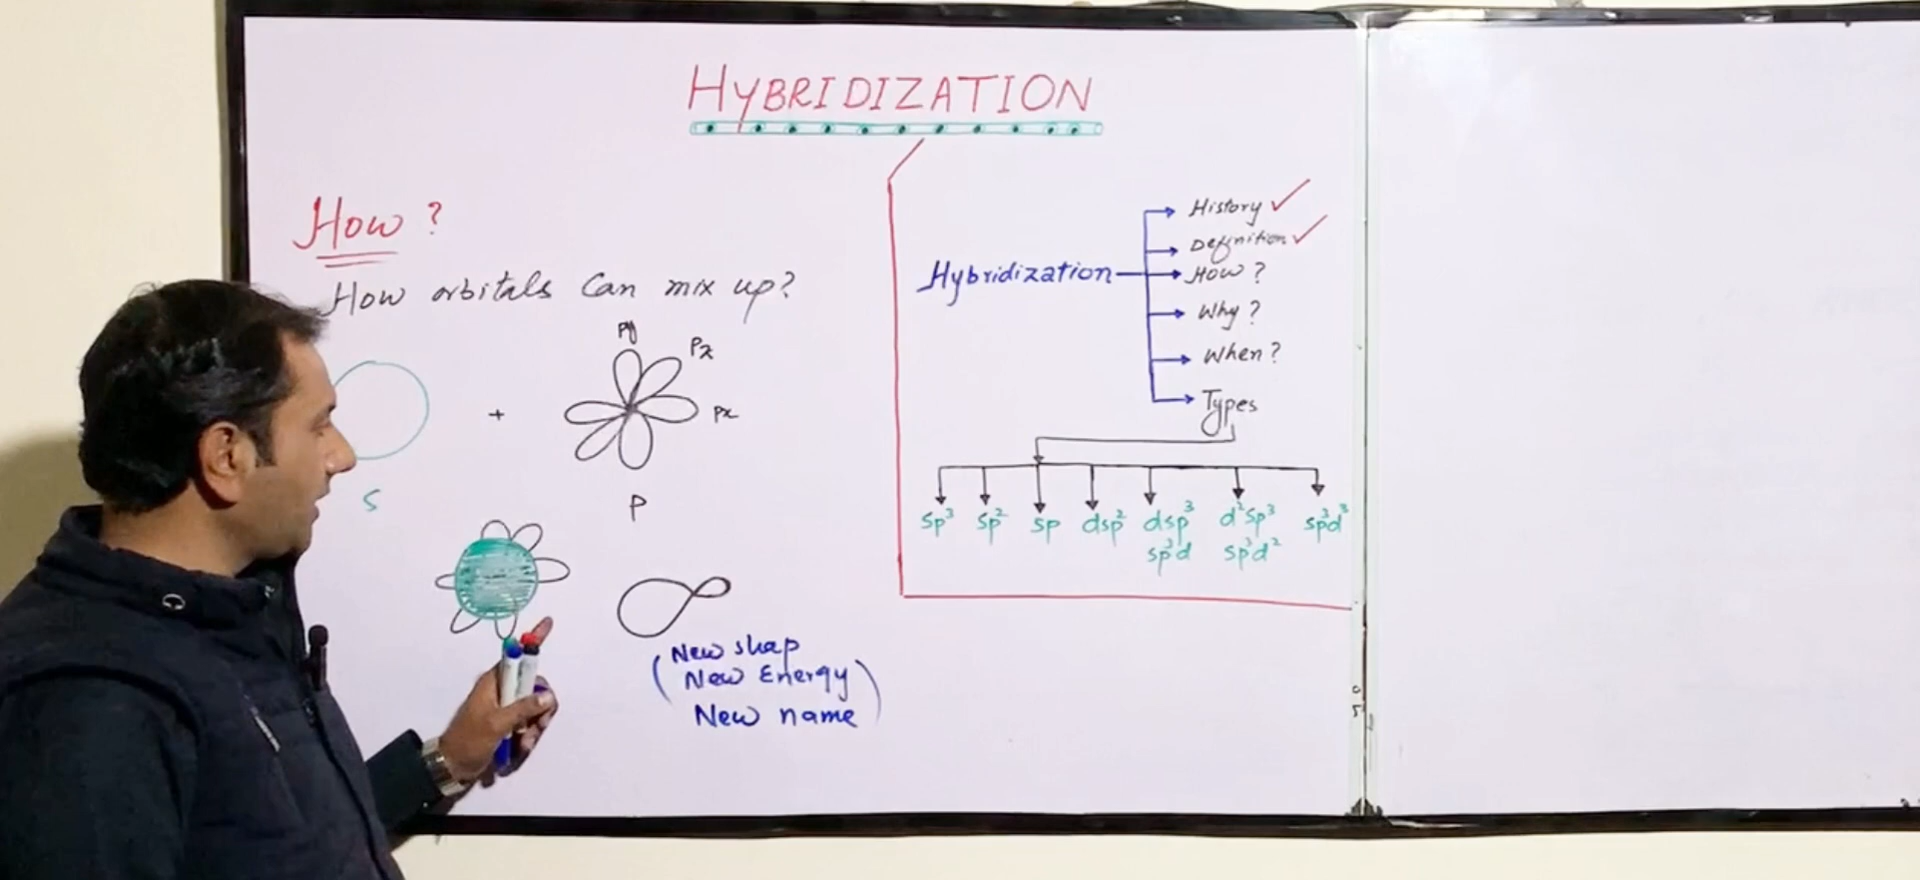 HYBRIDIZATION
How ?
How orbitals Can mix up?
Py
Pz
Px
+
S
P
(New shap
New Energy)
New name
Hybridization
History ✓
Definition ✓
How ?
Why ?
When ?
Types
sp³ sp² sp dsp² dsp³ d²sp³ sp³d³
sp³d sp³d²